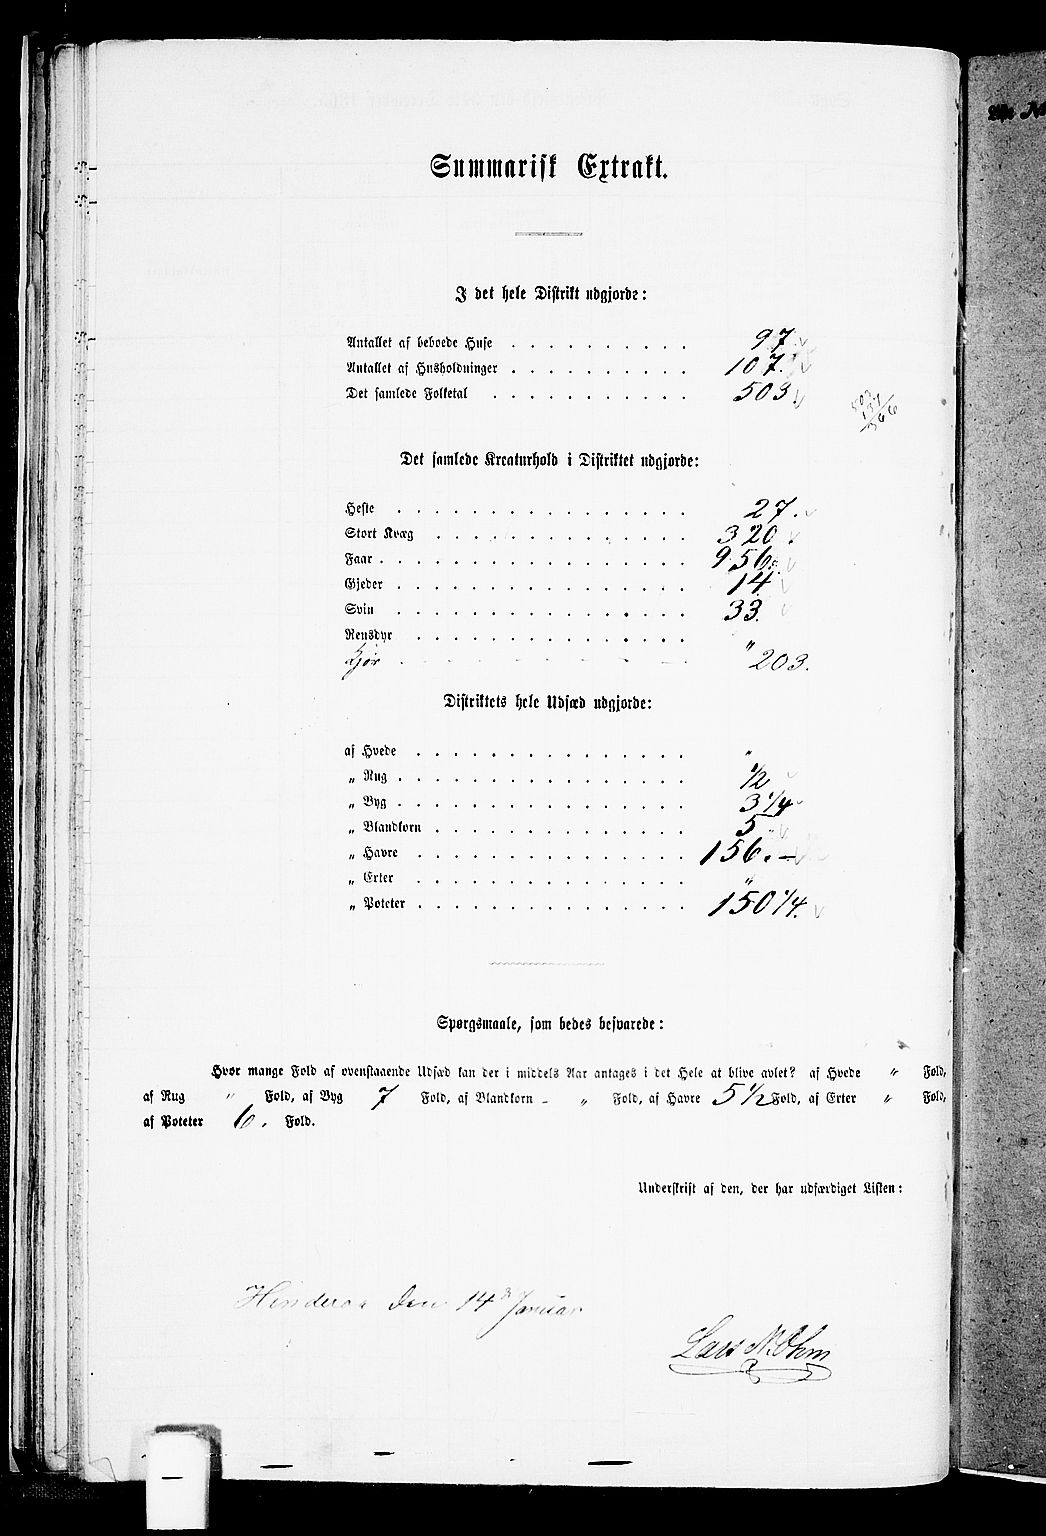 Summarisk Extrakt.
I det hele Distrikt udgjorde:
Antallet af beboede Huse . . . . . . . . . . 97.
Antallet af Husholdninger . . . . . . . . . . 107.
Det samlede Folketal . . . . . . . . . . . 503.
503
137
366
Det samlede Kreaturhold i Distriktet udgjorde:
Heste . . . . . . . . . . . . . . . . 27.
Stort Kvæg . . . . . . . . . . . . . . 320
Faar . . . . . . . . . . . . . . . . . 956.
Gjeder . . . . . . . . . . . . . . . . 14
Svin . . . . . . . . . . . . . . . . 33.
Rensdyr . . . . . . . . . . . . . . . "
Kjør . . . . . 203.
Distriktets hele Udsæd udgjorde:
af Hvede . . . . . . . . . . . . . . . "
„ Rug . . . . . . . . . . . . . . . . 1/2
„ Byg . . . . . . . . . . . . . . . . 3 1/4
„ Blandkorn . . . . . . . . . . . . . . 5
„ Havre . . . . . . . . . . . . . . . 156. –
„ Erter . . . . . . . . . . . . . . . "
„ Poteter . . . . . . . . . . . . . . . 150 1/4.
Spørgsmaale, som bedes besvarede:
Hvor mange Fold af ovenstaaende Udsæd kan der i middels Aar antages i det Hele at blive avlet? af Hvede " Fold,
af Rug " Fold, af Byg 7 Fold, af Blandkorn - " Fold, af Havre 5 1/2 Fold, af Erter " Fold,
af Poteter 6. Fold.
Underskrift af den, der har udfærdiget Listen:
Hinderaa den 14de Januar
Lars N. Ohm